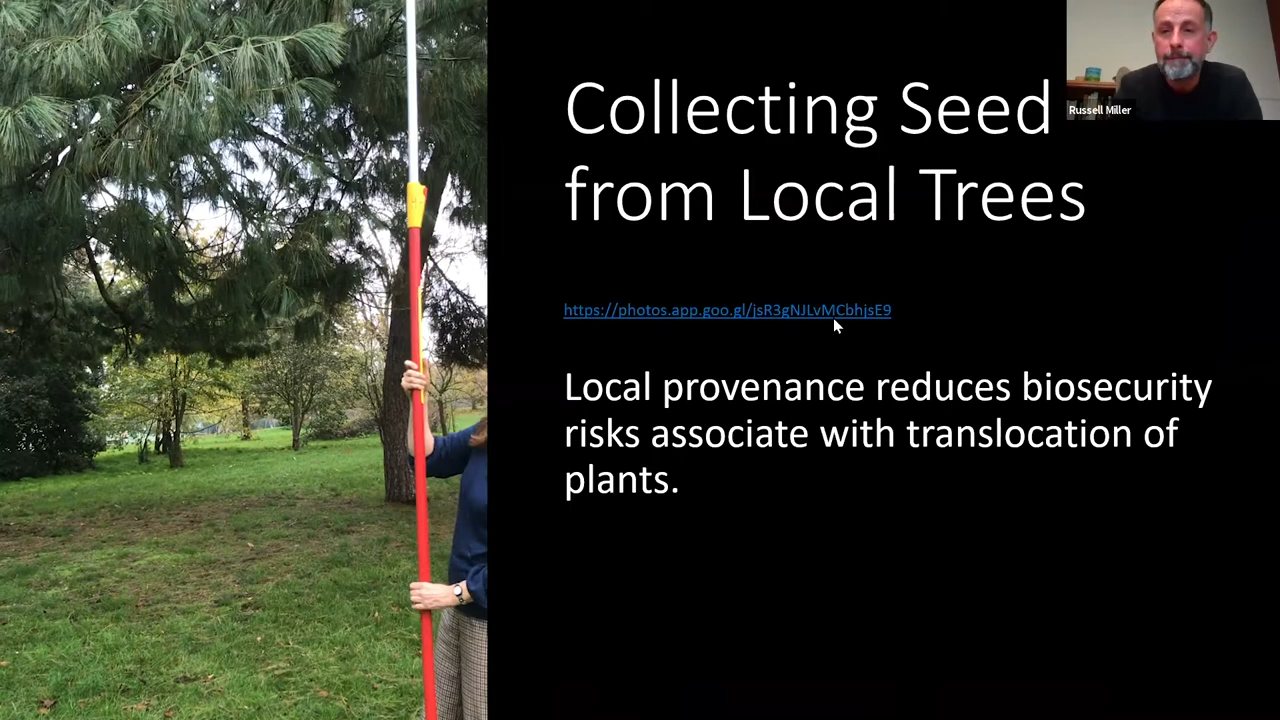 Collecting Seed
from Local Trees
Russell Miller
https://photos.app.goo.gl/jsR3gNJLvMCbhjsE9
Local provenance reduces biosecurity
risks associate with translocation of
plants.